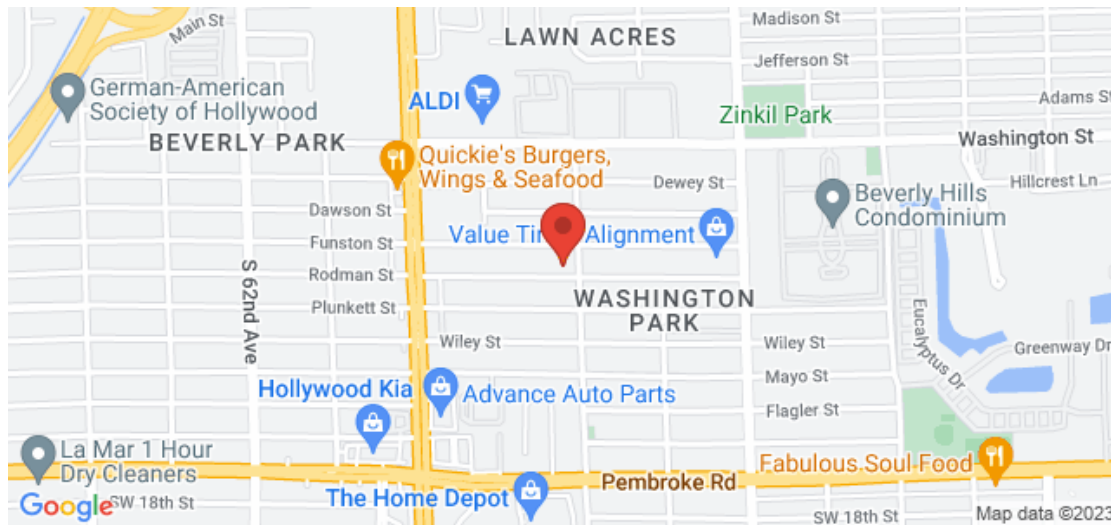 Main St
LAWN ACRES
Madison St
Jefferson St
German-American
Society of Hollywood
ALDI
Zinkil Park
Adams St
BEVERLY PARK
Washington St
Quickie's Burgers,
Wings & Seafood
Dewey St
Hillcrest Ln
Beverly Hills
Condominium
Dawson St
Funston St
Value Tire Alignment
Rodman St
S 62nd Ave
Plunkett St
WASHINGTON
PARK
Eucalyptus Dr
Wiley St
Wiley St
Greenway Dr
Mayo St
Hollywood Kia
Advance Auto Parts
Flagler St
La Mar 1 Hour
Dry Cleaners
Fabulous Soul Food
Pembroke Rd
The Home Depot
Google
SW 18th St
SW 18th St
Map data ©2023